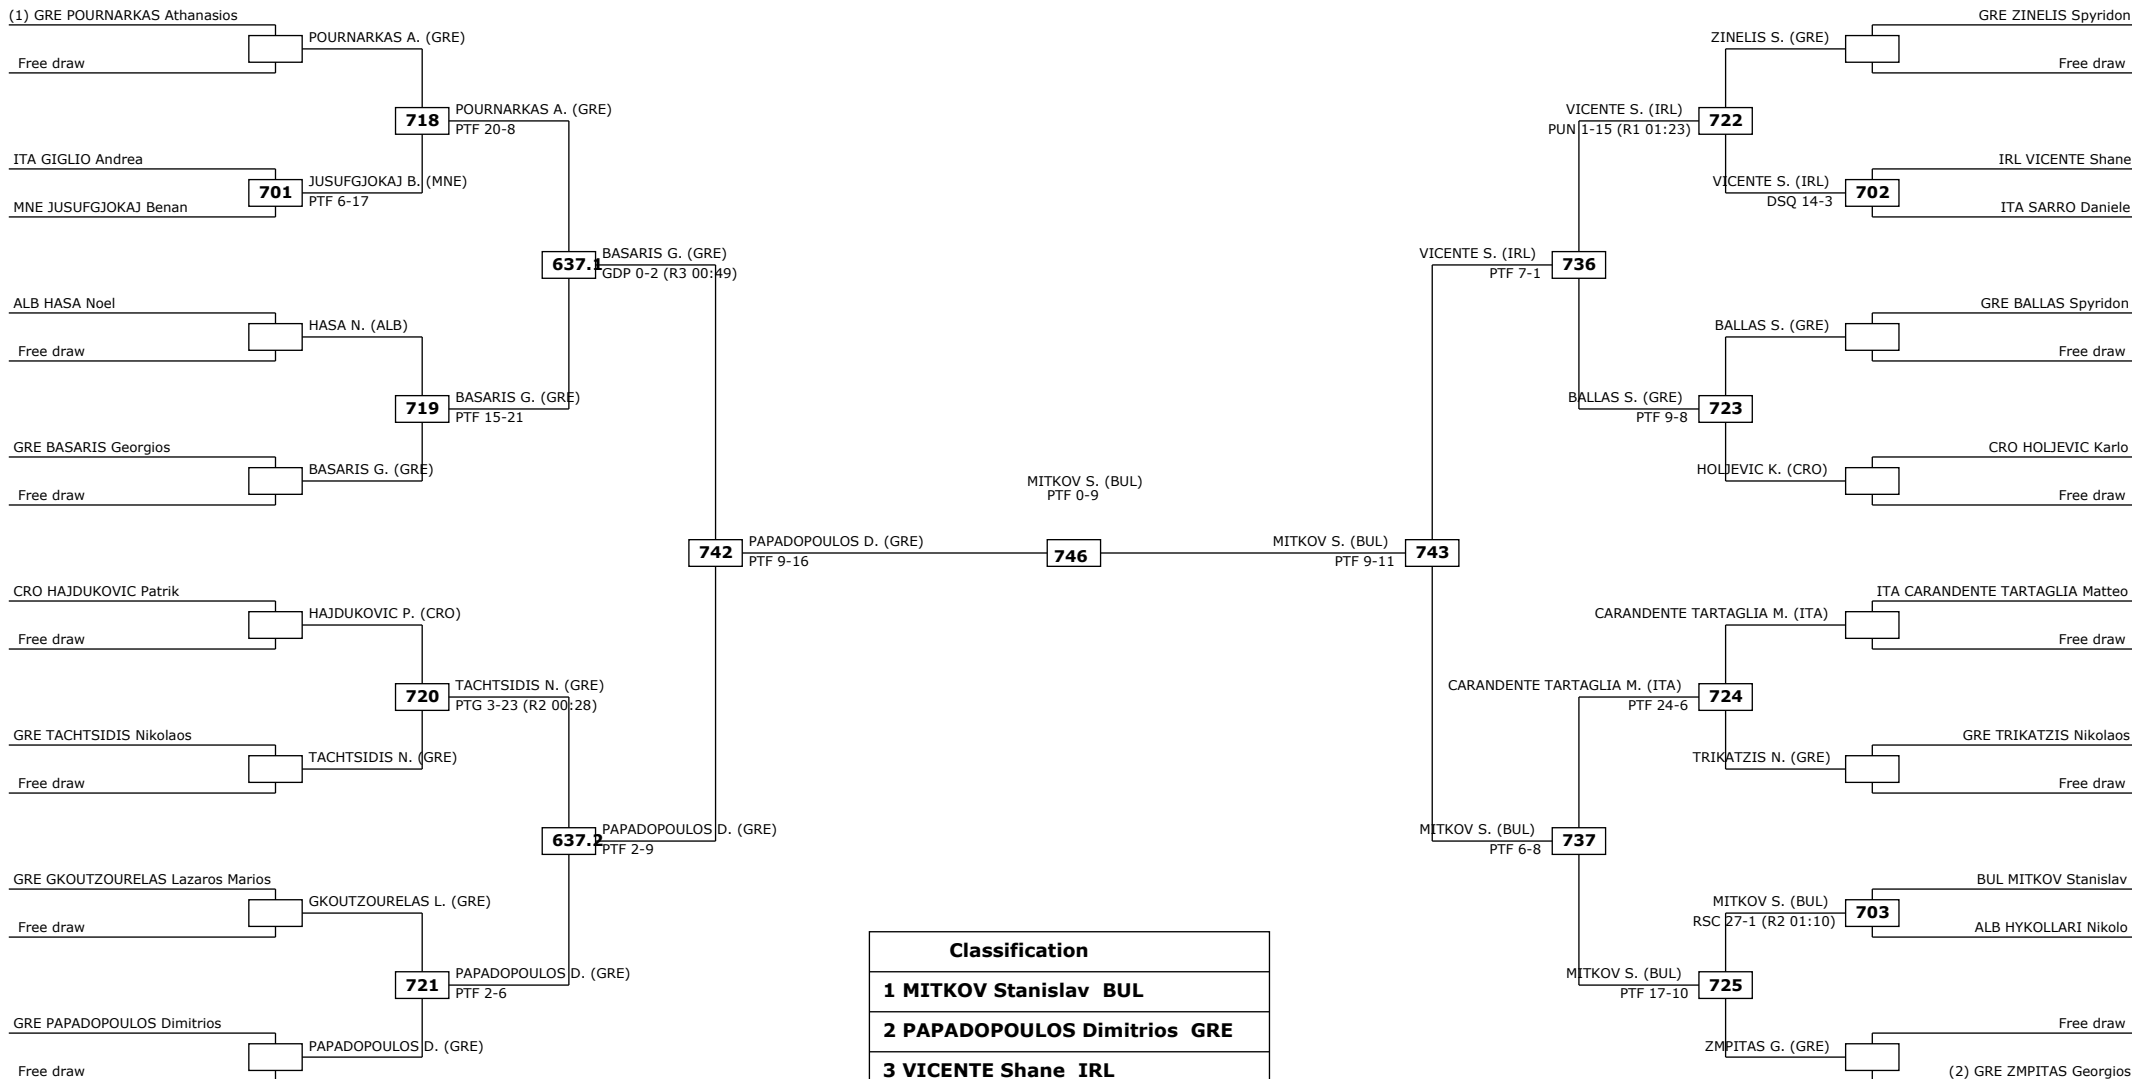 (1) GRE POURNARKAS Athanasios
POURNARKAS A. (GRE)
Free draw
718
POURNARKAS A. (GRE)
PTF 20-8
ITA GIGLIO Andrea
701
JUSUFGJOKAJ B. (MNE)
PTF 6-17
MNE JUSUFGJOKAJ Benan
637.1
BASARIS G. (GRE)
GDP 0-2 (R3 00:49)
ALB HASA Noel
HASA N. (ALB)
Free draw
719
BASARIS G. (GRE)
PTF 15-21
GRE BASARIS Georgios
BASARIS G. (GRE)
Free draw
742
PAPADOPOULOS D. (GRE)
PTF 9-16
CRO HAJDUKOVIC Patrik
HAJDUKOVIC P. (CRO)
Free draw
720
TACHTSIDIS N. (GRE)
PTG 3-23 (R2 00:28)
GRE TACHTSIDIS Nikolaos
TACHTSIDIS N. (GRE)
Free draw
637.2
PAPADOPOULOS D. (GRE)
PTF 2-9
GRE GKOUTZOURELAS Lazaros Marios
GKOUTZOURELAS L. (GRE)
Free draw
721
PAPADOPOULOS D. (GRE)
PTF 2-6
GRE PAPADOPOULOS Dimitrios
PAPADOPOULOS D. (GRE)
Free draw
MITKOV S. (BUL)
PTF 0-9
746
Classification
1 MITKOV Stanislav BUL
2 PAPADOPOULOS Dimitrios GRE
3 VICENTE Shane IRL
GRE ZINELIS Spyridon
ZINELIS S. (GRE)
Free draw
VICENTE S. (IRL)
PUN 1-15 (R1 01:23)
722
IRL VICENTE Shane
VICENTE S. (IRL)
DSQ 14-3
702
ITA SARRO Daniele
VICENTE S. (IRL)
PTF 7-1
736
GRE BALLAS Spyridon
BALLAS S. (GRE)
Free draw
BALLAS S. (GRE)
PTF 9-8
723
CRO HOLJEVIC Karlo
HOLJEVIC K. (CRO)
Free draw
MITKOV S. (BUL)
PTF 9-11
743
ITA CARANDENTE TARTAGLIA Matteo
CARANDENTE TARTAGLIA M. (ITA)
Free draw
CARANDENTE TARTAGLIA M. (ITA)
PTF 24-6
724
GRE TRIKATZIS Nikolaos
TRIKATZIS N. (GRE)
Free draw
MITKOV S. (BUL)
PTF 6-8
737
BUL MITKOV Stanislav
MITKOV S. (BUL)
RSC 27-1 (R2 01:10)
703
ALB HYKOLLARI Nikolo
MITKOV S. (BUL)
PTF 17-10
725
Free draw
ZMPITAS G. (GRE)
(2) GRE ZMPITAS Georgios